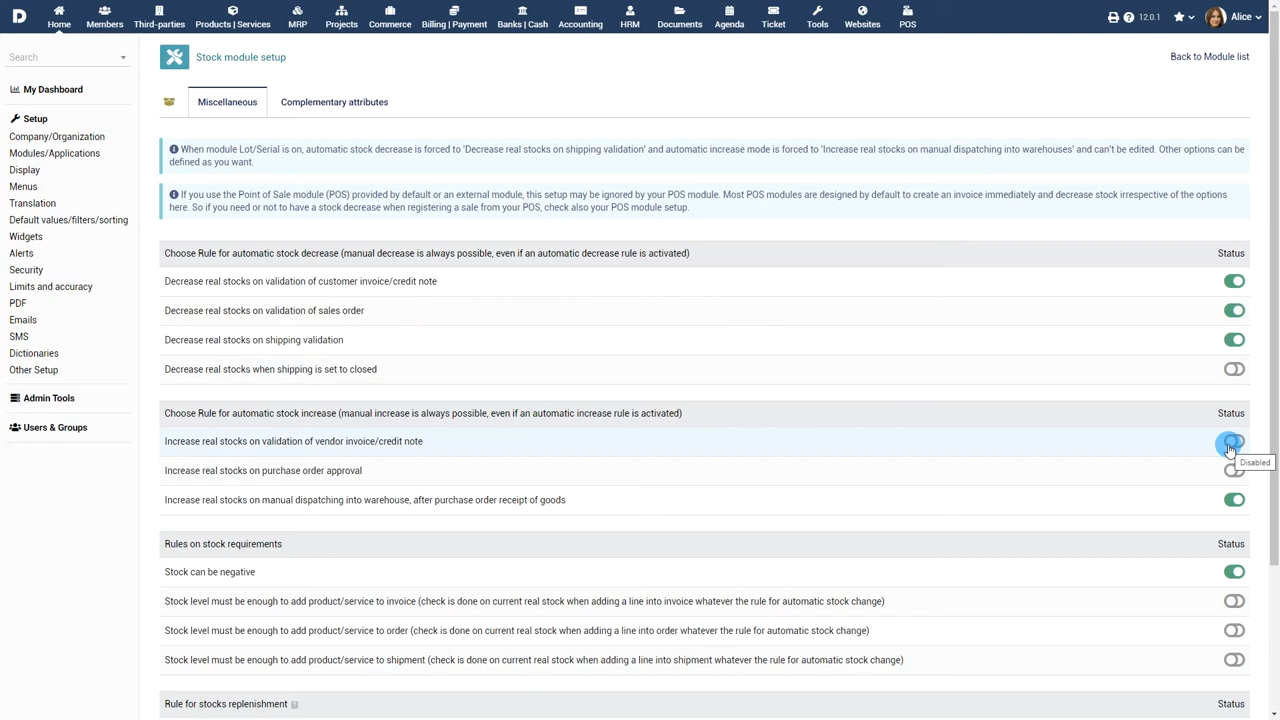 D
Home
Members
Third-parties
Products | Services
MRP
Projects
Commerce
Billing | Payment
Banks | Cash
Accounting
HRM
Documents
Agenda
Ticket
Tools
Websites
POS
12.0.1
Alice
Search
My Dashboard
Setup
Company/Organization
Modules/Applications
Display
Menus
Translation
Default values/filters/sorting
Widgets
Alerts
Security
Limits and accuracy
PDF
Emails
SMS
Dictionaries
Other Setup
Admin Tools
Users & Groups
Stock module setup
Back to Module list
Miscellaneous
Complementary attributes
When module Lot/Serial is on, automatic stock decrease is forced to 'Decrease real stocks on shipping validation' and automatic increase mode is forced to 'Increase real stocks on manual dispatching into warehouses' and can't be edited. Other options can be
defined as you want.
If you use the Point of Sale module (POS) provided by default or an external module, this setup may be ignored by your POS module. Most POS modules are designed by default to create an invoice immediately and decrease stock irrespective of the options
here. So if you need or not to have a stock decrease when registering a sale from your POS, check also your POS module setup.
Choose Rule for automatic stock decrease (manual decrease is always possible, even if an automatic decrease rule is activated)
Status
Decrease real stocks on validation of customer invoice/credit note
Decrease real stocks on validation of sales order
Decrease real stocks on shipping validation
Decrease real stocks when shipping is set to closed
Choose Rule for automatic stock increase (manual increase is always possible, even if an automatic increase rule is activated)
Status
Increase real stocks on validation of vendor invoice/credit note
Disabled
Increase real stocks on purchase order approval
Increase real stocks on manual dispatching into warehouse, after purchase order receipt of goods
Rules on stock requirements
Status
Stock can be negative
Stock level must be enough to add product/service to invoice (check is done on current real stock when adding a line into invoice whatever the rule for automatic stock change)
Stock level must be enough to add product/service to order (check is done on current real stock when adding a line into order whatever the rule for automatic stock change)
Stock level must be enough to add product/service to shipment (check is done on current real stock when adding a line into shipment whatever the rule for automatic stock change)
Rule for stocks replenishment
Status